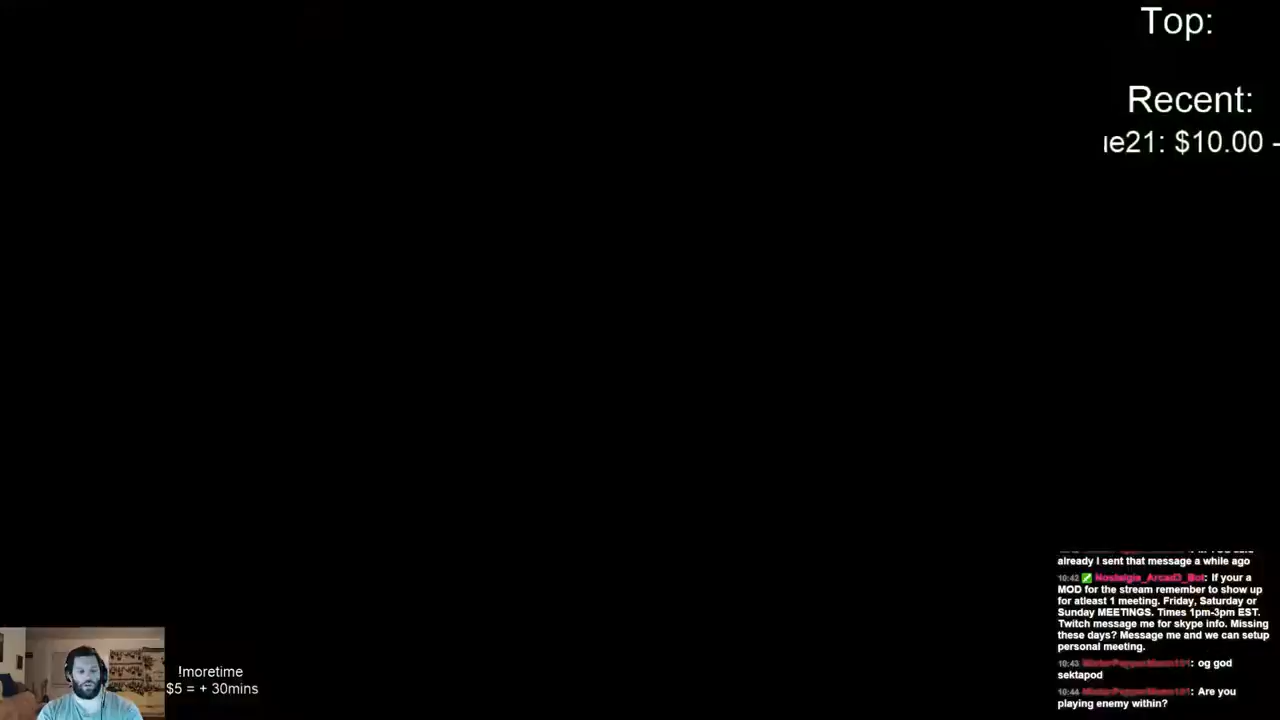 Top:
Recent:
ue21: $10.00 -
already I sent that message a while ago
10:42 Nostalgia_Arcad3_Bot: If your a
MOD for the stream remember to show up
for atleast 1 meeting. Friday, Saturday or
Sunday MEETINGS. Times 1pm-3pm EST.
Twitch message me for skype info. Missing
these days? Message me and we can setup
personal meeting.
10:43 : og god
sektapod
10:44 : Are you
playing enemy within?
!moretime
$5 = + 30mins